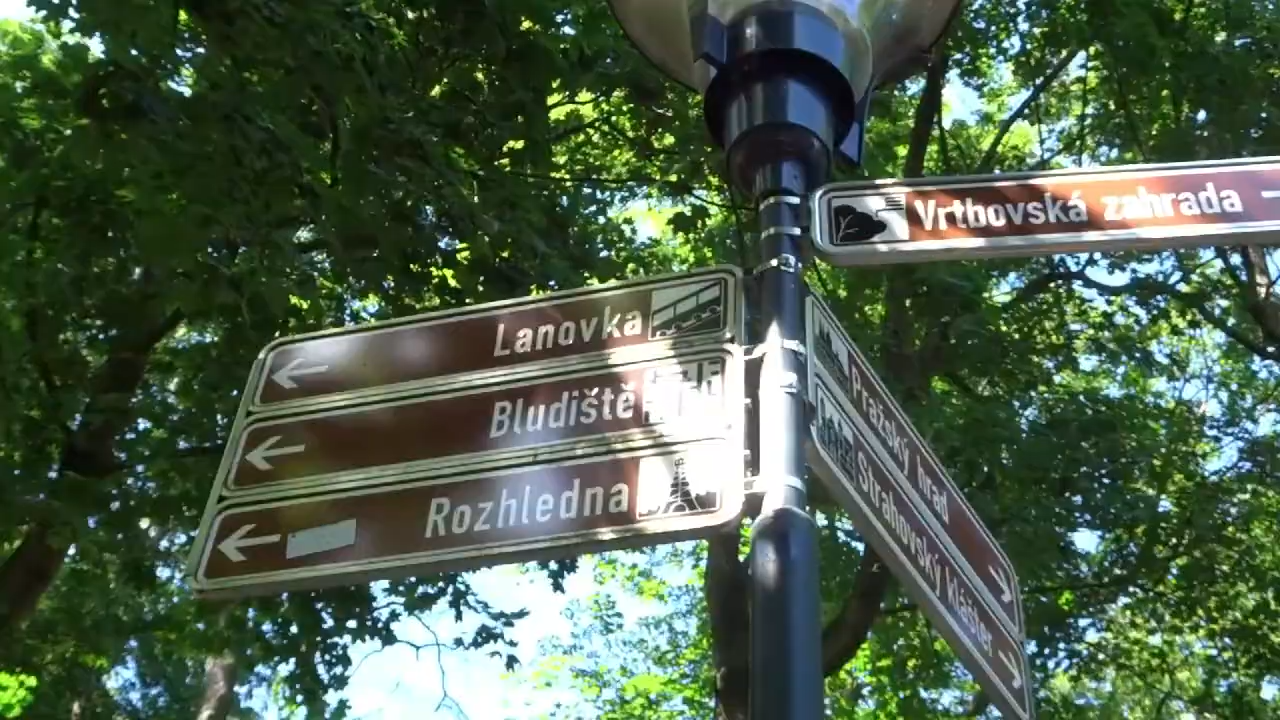 Vrtbovská zahrada
Lanovka
Bludiště
Rozhledna
Pražský hrad
Strahovský klášter